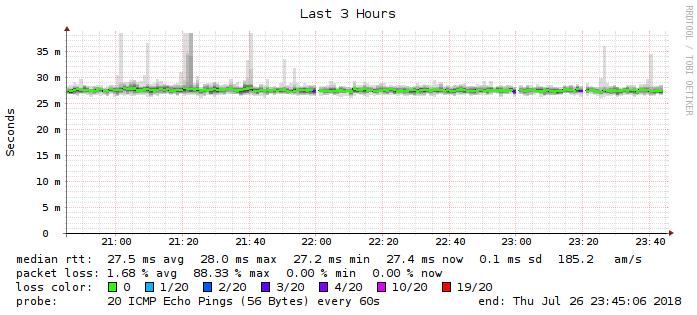 Last 3 Hours
RRDTOOL / TOBI OETIKER
Seconds
35 m
30 m
25 m
20 m
15 m
10 m
5 m
0
21:00 21:20 21:40 22:00 22:20 22:40 23:00 23:20 23:40
median rtt: 27.5 ms avg 28.0 ms max 27.2 ms min 27.4 ms now 0.1 ms sd 185.2 am/s
packet loss: 1.68 % avg 88.33 % max 0.00 % min 0.00 % now
loss color: 0 1/20 2/20 3/20 4/20 10/20 19/20
probe: 20 ICMP Echo Pings (56 Bytes) every 60s end: Thu Jul 26 23:45:06 2018